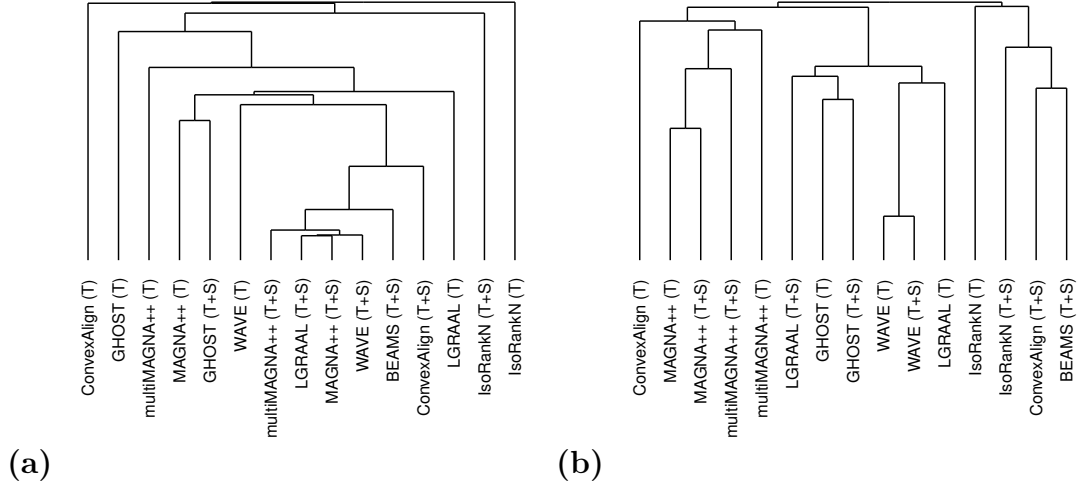 ConvexAlign (T)
GHOST (T)
multiMAGNA++ (T)
MAGNA++ (T)
GHOST (T+S)
WAVE (T)
multiMAGNA++ (T+S)
LGRAAL (T+S)
MAGNA++ (T+S)
WAVE (T+S)
BEAMS (T+S)
ConvexAlign (T+S)
LGRAAL (T)
IsoRankN (T+S)
IsoRankN (T)
(a)
ConvexAlign (T)
MAGNA++ (T)
MAGNA++ (T+S)
multiMAGNA++ (T+S)
multiMAGNA++ (T)
LGRAAL (T+S)
GHOST (T)
GHOST (T+S)
WAVE (T)
WAVE (T+S)
LGRAAL (T)
IsoRankN (T)
IsoRankN (T+S)
ConvexAlign (T+S)
BEAMS (T+S)
(b)